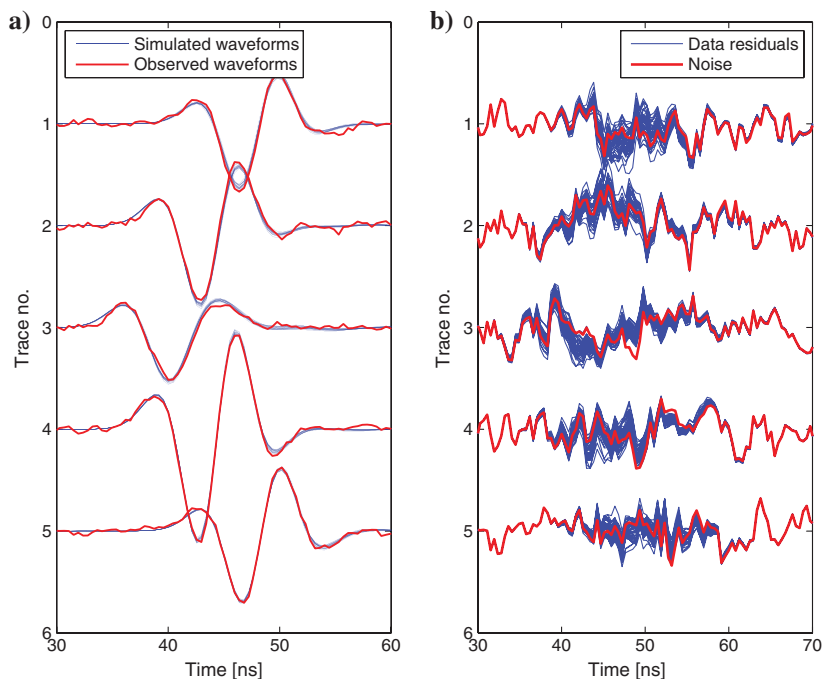 a)
Simulated waveforms
Observed waveforms
0
1
2
3
4
5
6
Trace no.
30
40
50
60
Time [ns]
b)
Data residuals
Noise
0
1
2
3
4
5
6
Trace no.
30
40
50
60
70
Time [ns]